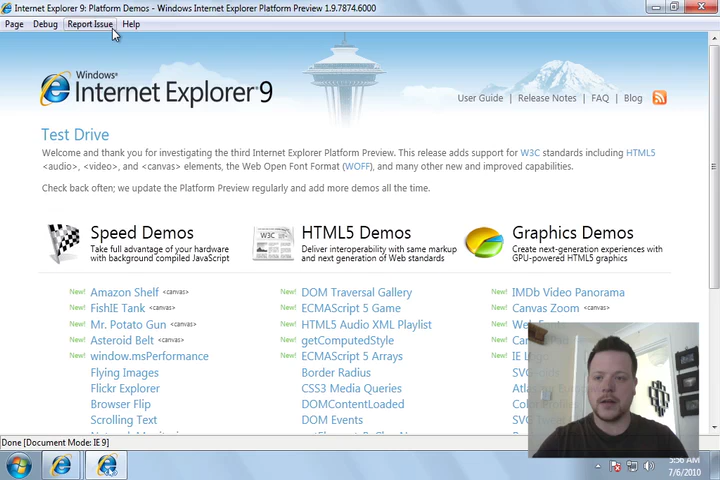 Internet Explorer 9: Platform Demos - Windows Internet Explorer Platform Preview 1.9.7874.6000
Page Debug Report Issue Help
Windows®
Internet Explorer®9
User Guide | Release Notes | FAQ | Blog
Test Drive
Welcome and thank you for investigating the third Internet Explorer Platform Preview. This release adds support for W3C standards including HTML5
<audio>, <video>, and <canvas> elements, the Web Open Font Format (WOFF), and many other new and improved capabilities.
Check back often; we update the Platform Preview regularly and add more demos all the time.
Speed Demos
Take full advantage of your hardware
with background compiled JavaScript
New! Amazon Shelf <canvas>
New! FishIE Tank <canvas>
New! Mr. Potato Gun <canvas>
New! Asteroid Belt <canvas>
New! window.msPerformance
Flying Images
Flickr Explorer
Browser Flip
Scrolling Text
W3C
HTML5 Demos
Deliver interoperability with same markup
and next generation of Web standards
New! DOM Traversal Gallery
New! ECMAScript 5 Game
New! HTML5 Audio XML Playlist
New! getComputedStyle
New! ECMAScript 5 Arrays
Border Radius
CSS3 Media Queries
DOMContentLoaded
DOM Events
Graphics Demos
Create next-generation experiences with
GPU-powered HTML5 graphics
New! IMDb Video Panorama
New! Canvas Zoom <canvas>
New! Web
New!
New! IE
Done [Document Mode: IE 9]
7/6/2010